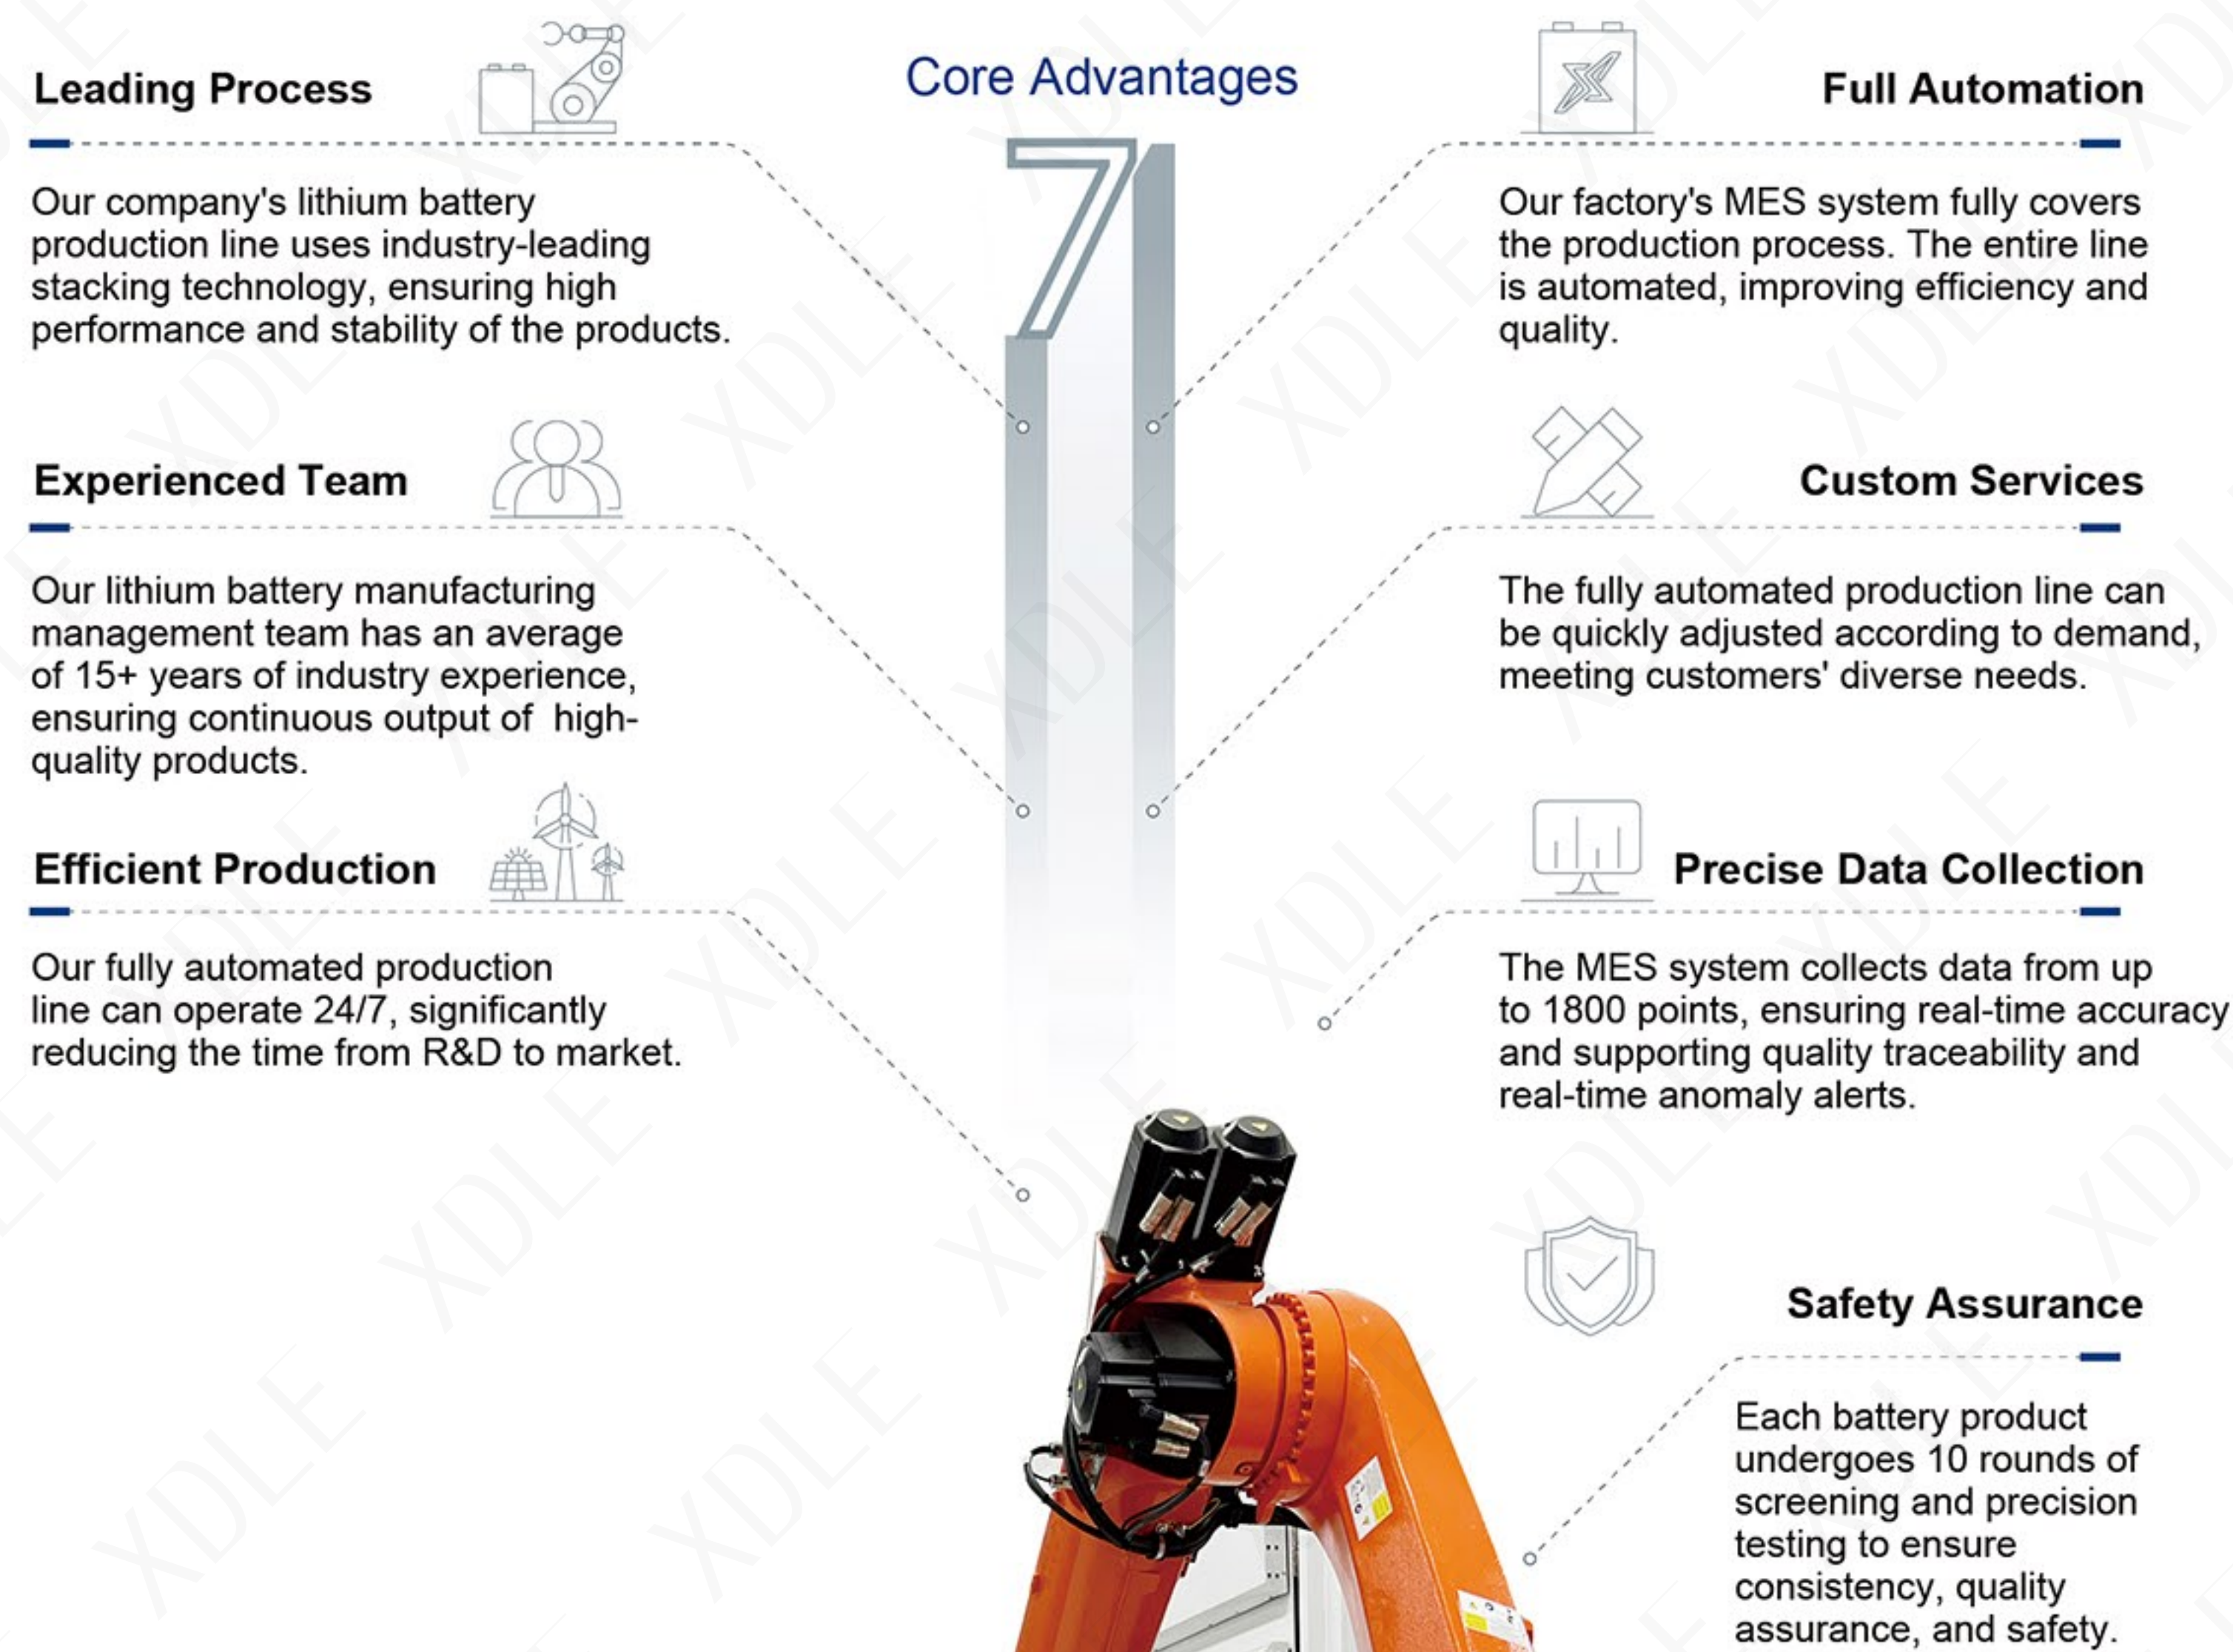 Core Advantages
7
Leading Process
Our company's lithium battery
production line uses industry-leading
stacking technology, ensuring high
performance and stability of the products.
Experienced Team
Our lithium battery manufacturing
management team has an average
of 15+ years of industry experience,
ensuring continuous output of high-
quality products.
Efficient Production
Our fully automated production
line can operate 24/7, significantly
reducing the time from R&D to market.
Full Automation
Our factory's MES system fully covers
the production process. The entire line
is automated, improving efficiency and
quality.
Custom Services
The fully automated production line can
be quickly adjusted according to demand,
meeting customers' diverse needs.
Precise Data Collection
The MES system collects data from up
to 1800 points, ensuring real-time accuracy
and supporting quality traceability and
real-time anomaly alerts.
Safety Assurance
Each battery product
undergoes 10 rounds of
screening and precision
testing to ensure
consistency, quality
assurance, and safety.
XDLE